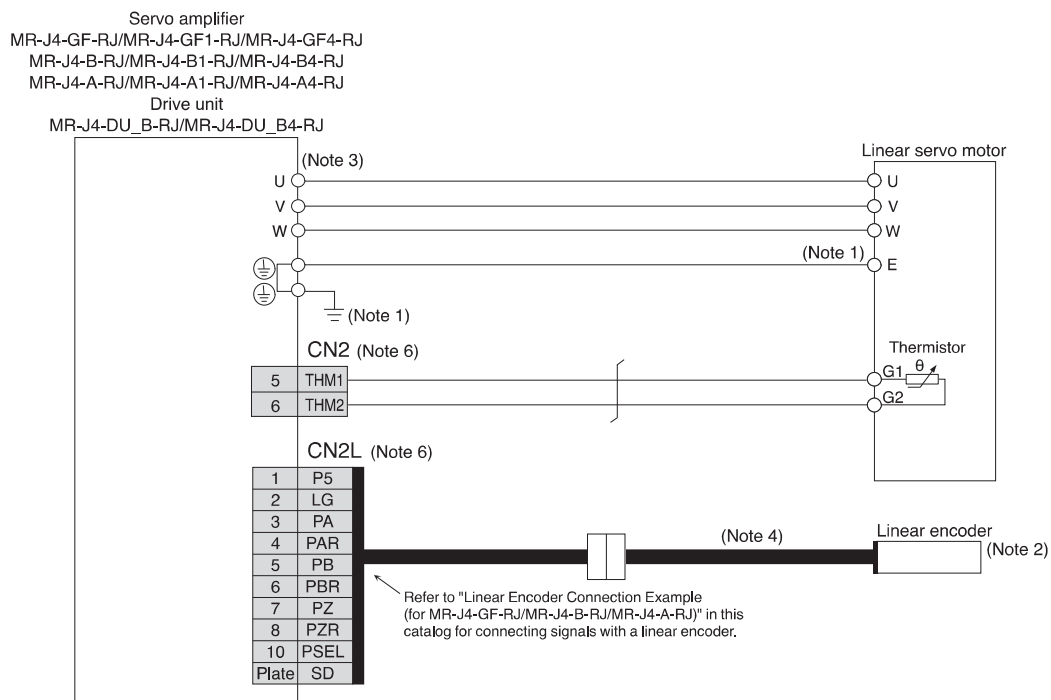 Servo amplifier
MR-J4-GF-RJ/MR-J4-GF1-RJ/MR-J4-GF4-RJ
MR-J4-B-RJ/MR-J4-B1-RJ/MR-J4-B4-RJ
MR-J4-A-RJ/MR-J4-A1-RJ/MR-J4-A4-RJ
Drive unit
MR-J4-DU_B-RJ/MR-J4-DU_B4-RJ
Linear servo motor
(Note 3)
U U
V V
W W
(Note 1) E
(Note 1)
CN2 (Note 6)
Thermistor
θ
5 THM1 G1
6 THM2 G2
CN2L (Note 6)
1 P5
2 LG
3 PA
4 PAR
5 PB
6 PBR
7 PZ
8 PZR
10 PSEL
Plate SD
(Note 4)
Linear encoder
(Note 2)
Refer to "Linear Encoder Connection Example
(for MR-J4-GF-RJ/MR-J4-B-RJ/MR-J4-A-RJ)" in this
catalog for connecting signals with a linear encoder.